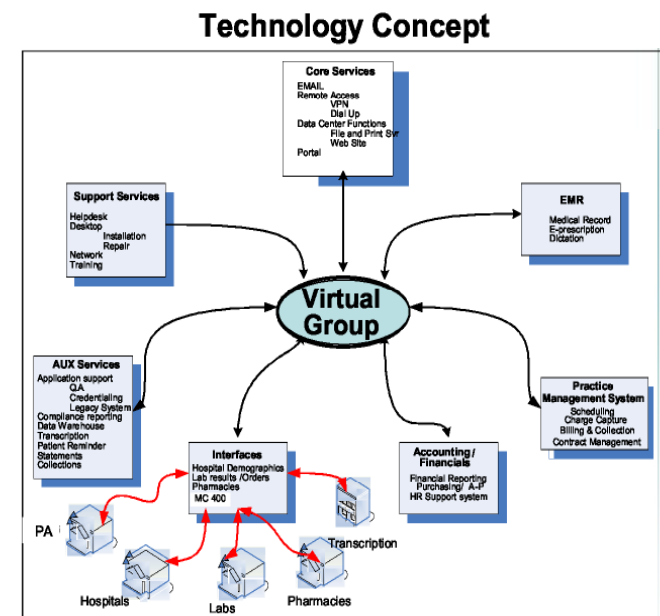 Technology Concept
Core Services
EMAIL
Remote Access
VPN
Dial Up
Data Center Functions
File and Print Svr
Web Site
Portal
Support Services
Helpdesk
Desktop
Installation
Repair
Network
Training
EMR
Medical Record
E-prescription
Dictation
Virtual
Group
AUX Services
Application support
QA
Credentialing
Legacy System
Compliance reporting
Data Warehouse
Transcription
Patient Reminder
Statements
Collections
Practice
Management System
Scheduling
Charge Capture
Billing & Collection
Contract Management
Interfaces
Hospital Demographics
Lab results /Orders
Pharmacies
MC 400
Accounting/
Financials
Financial Reporting
Purchasing/ A-P
HR Support system
PA
Transcription
Hospitals
Labs
Pharmacies